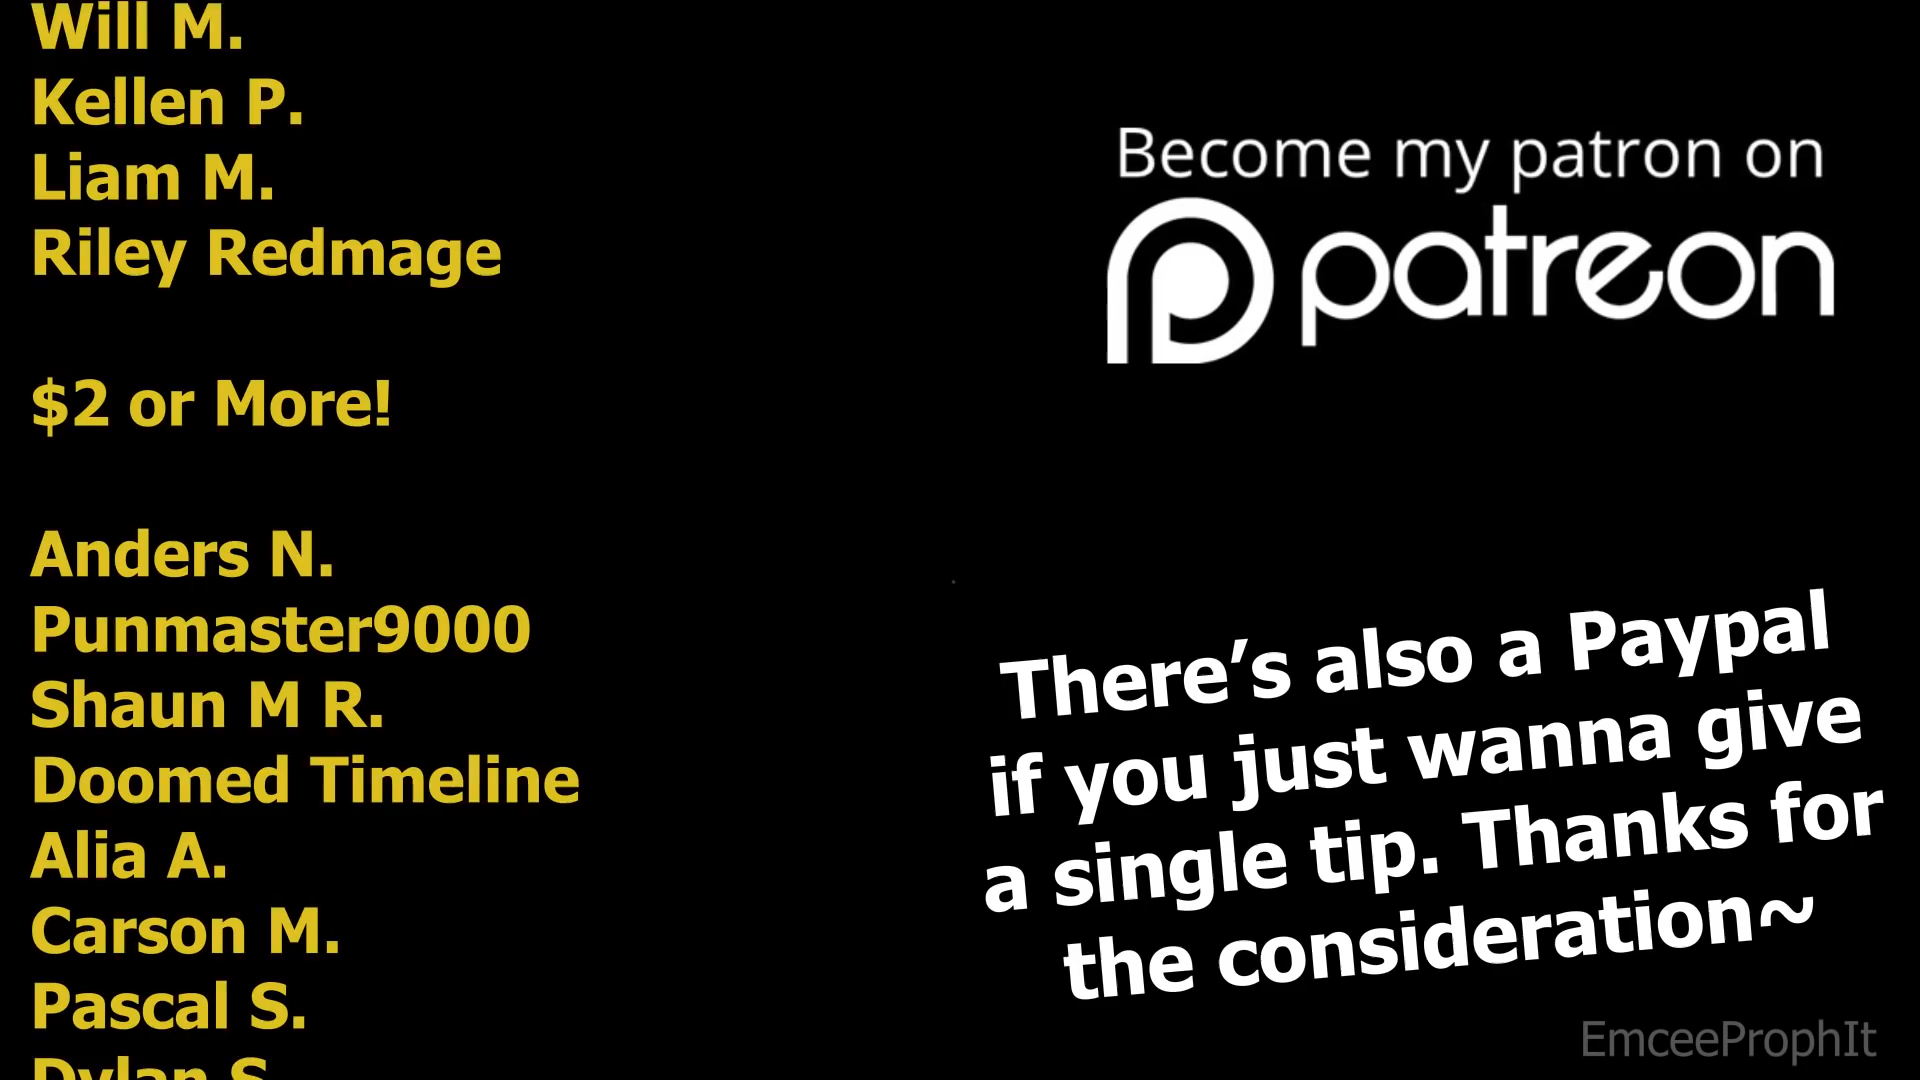 Will M.
Kellen P.
Liam M.
Riley Redmage
$2 or More!
Anders N.
Punmaster9000
Shaun M R.
Doomed Timeline
Alia A.
Carson M.
Pascal S.
Dylan S.
Become my patron on
patreon
There’s also a Paypal
if you just wanna give
a single tip. Thanks for
the consideration~
EmceeProphIt